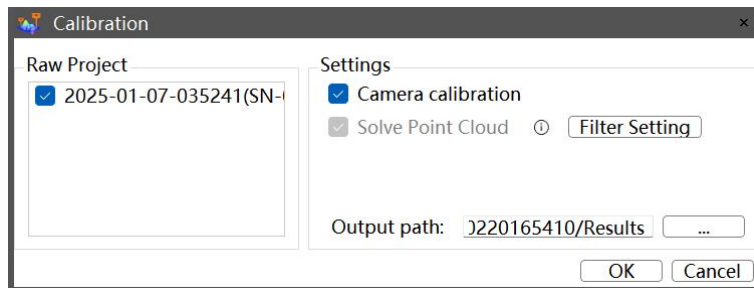 Calibration
Raw Project
2025-01-07-035241(SN-
Settings
Camera calibration
Solve Point Cloud
Filter Setting
Output path: 0220165410/Results ...
OK Cancel